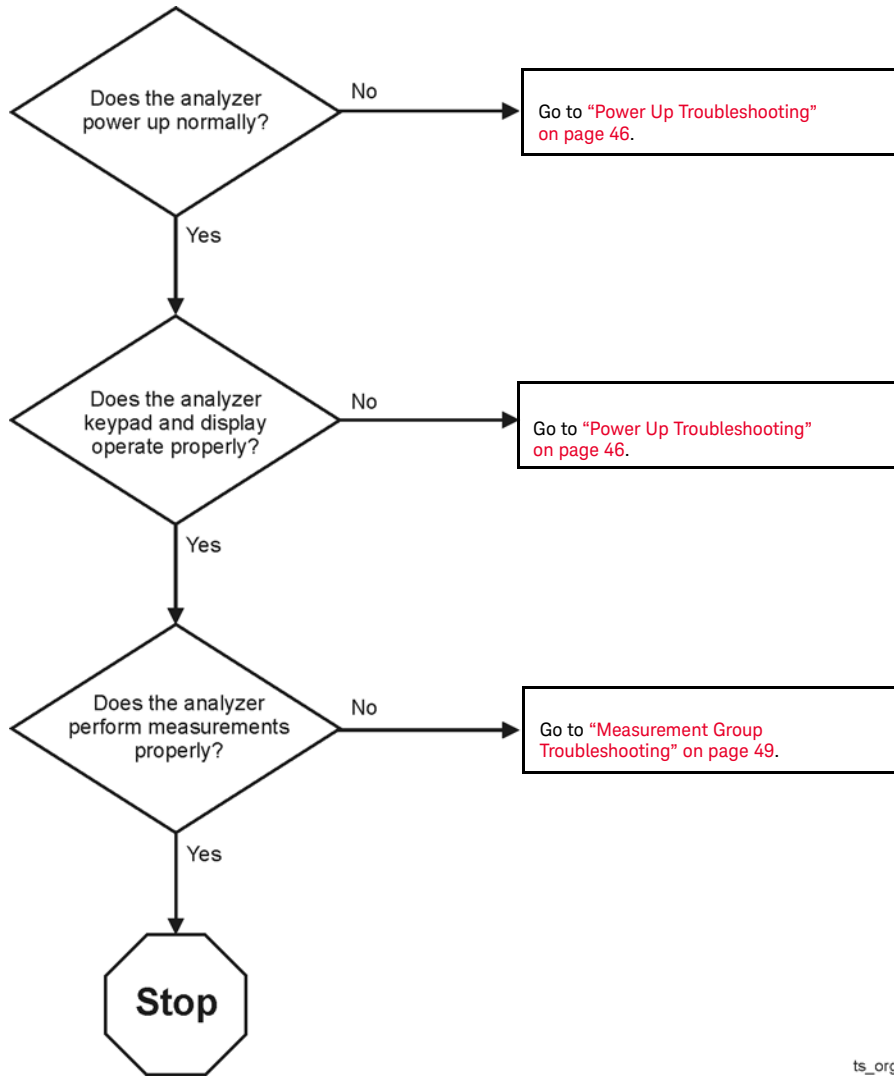 Does the analyzer
power up normally?
No
Go to “Power Up Troubleshooting”
on page 46.
Yes
Does the analyzer
keypad and display
operate properly?
No
Go to “Power Up Troubleshooting”
on page 46.
Yes
Does the analyzer
perform measurements
properly?
No
Go to “Measurement Group
Troubleshooting” on page 49.
Yes
Stop
ts_org